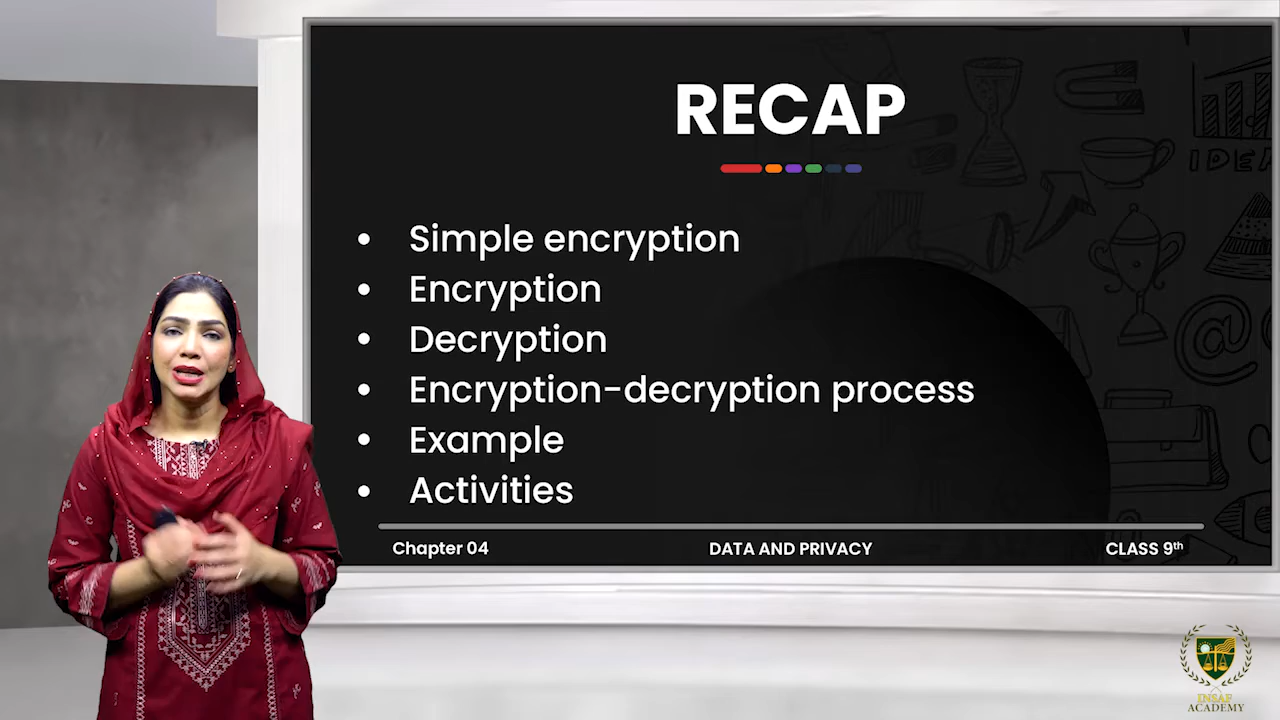 RECAP
IDEA
• Simple encryption
• Encryption
• Decryption
• Encryption-decryption process
• Example
• Activities
@
Chapter 04 DATA AND PRIVACY CLASS 9th
INSAF
ACADEMY